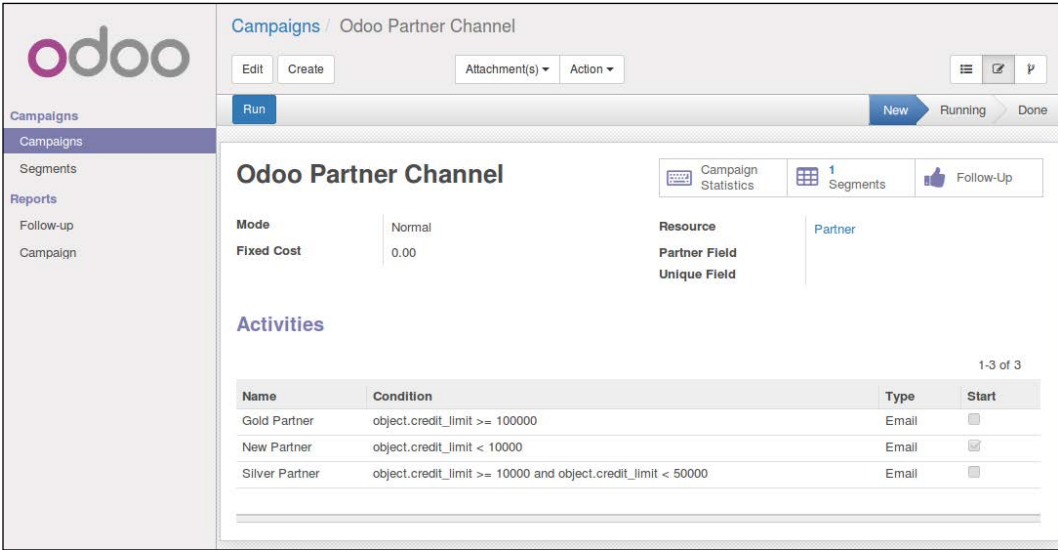 odoo
Campaigns
Campaigns
Segments
Reports
Follow-up
Campaign
Campaigns / Odoo Partner Channel
Edit Create Attachment(s) Action
Run New Running Done
Odoo Partner Channel
Campaign Statistics
1 Segments
Follow-Up
Mode Normal
Fixed Cost 0.00
Resource Partner
Partner Field
Unique Field
Activities
1-3 of 3
Name Condition Type Start
Gold Partner object.credit_limit >= 100000 Email
New Partner object.credit_limit < 10000 Email
Silver Partner object.credit_limit >= 10000 and object.credit_limit < 50000 Email